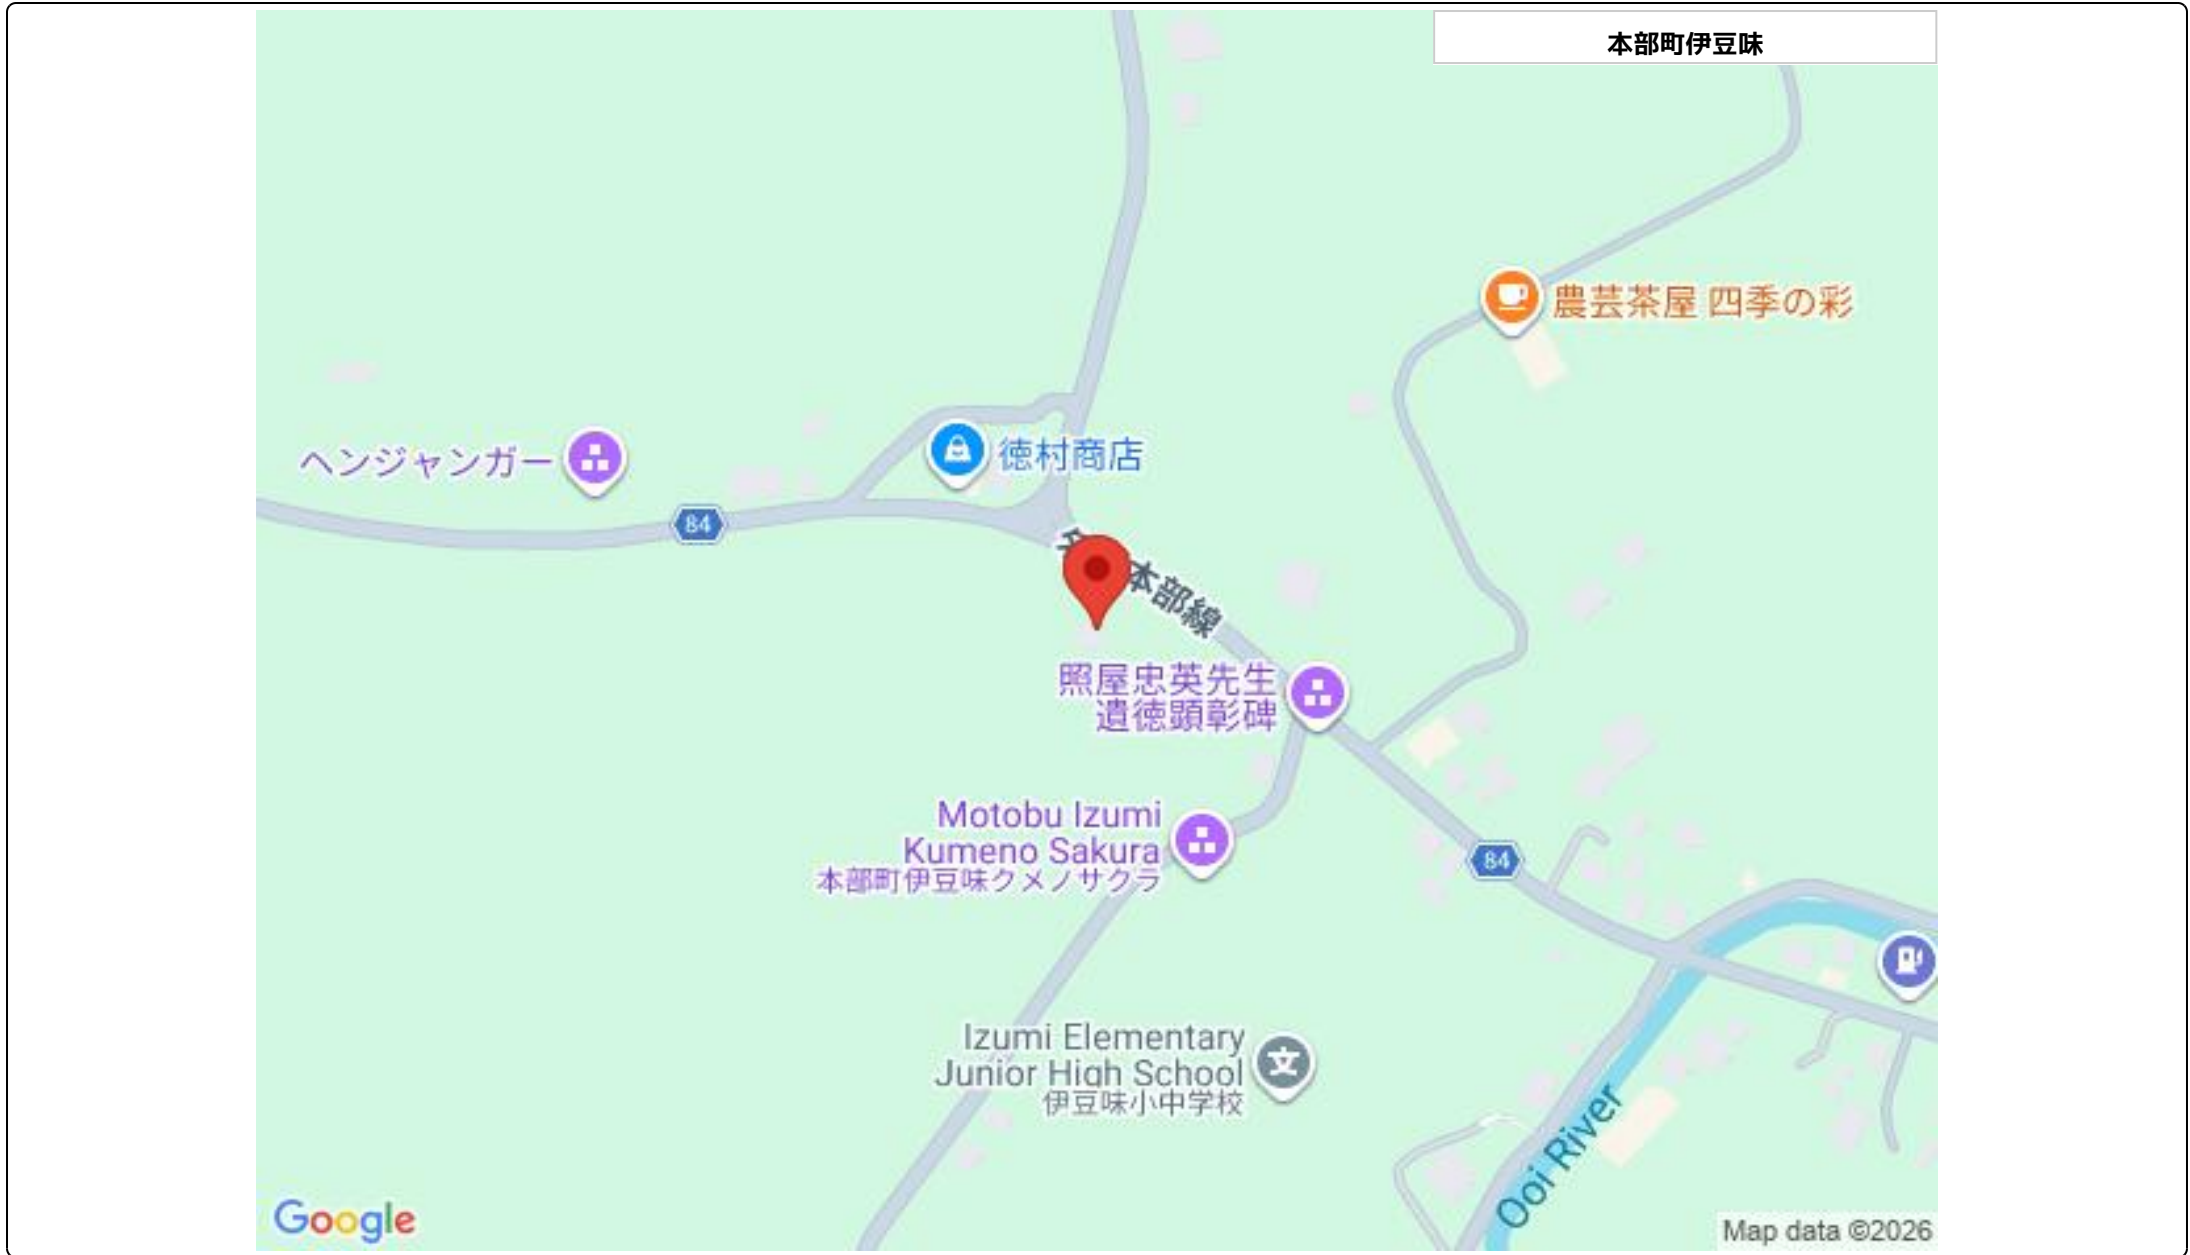 本部町伊豆味
農芸茶屋 四季の彩
徳村商店
ヘンジャンガー
84
本部線
照屋忠英先生
遺徳顕彰碑
Motobu Izumi
Kumeno Sakura
本部町伊豆味クメノサクラ
84
Izumi Elementary
Junior High School
伊豆味小中学校
文
Ooi River
Google
Map data ©2026